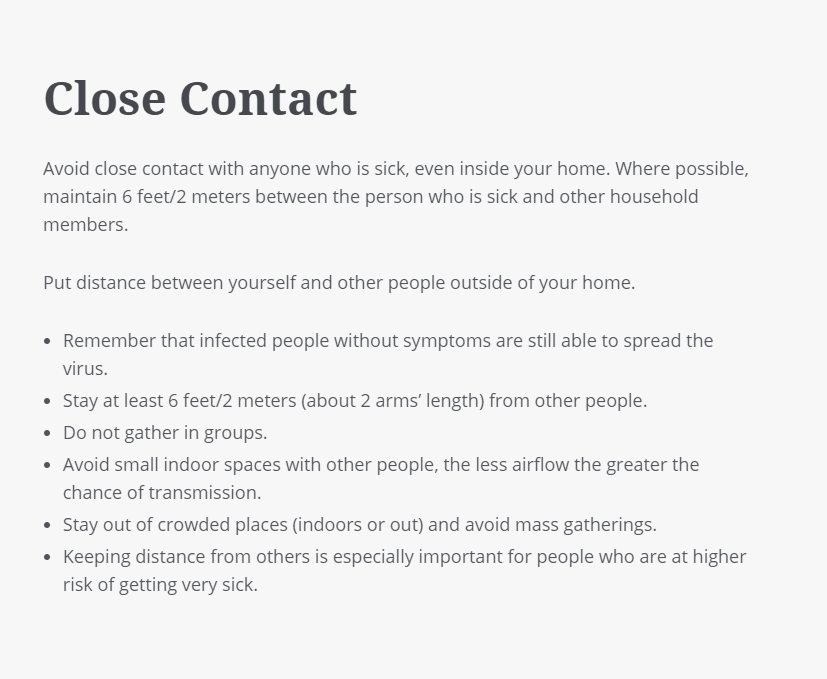 Close Contact
Avoid close contact with anyone who is sick, even inside your home. Where possible,
maintain 6 feet/2 meters between the person who is sick and other household
members.
Put distance between yourself and other people outside of your home.
• Remember that infected people without symptoms are still able to spread the
virus.
• Stay at least 6 feet/2 meters (about 2 arms’ length) from other people.
• Do not gather in groups.
• Avoid small indoor spaces with other people, the less airflow the greater the
chance of transmission.
• Stay out of crowded places (indoors or out) and avoid mass gatherings.
• Keeping distance from others is especially important for people who are at higher
risk of getting very sick.